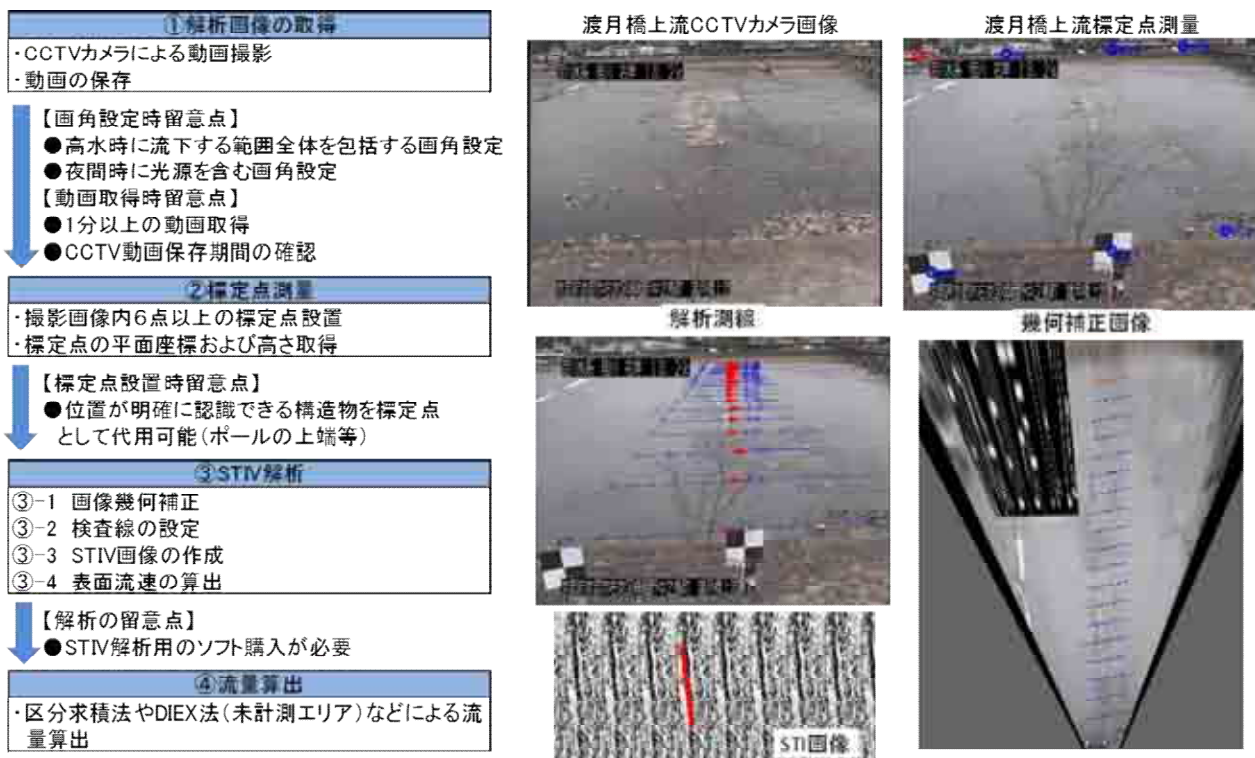 ①解析画像の取得
・CCTVカメラによる動画撮影
・動画の保存
【画角設定時留意点】
●高水時に流下する範囲全体を包括する画角設定
●夜間時に光源を含む画角設定
【動画取得時留意点】
●1分以上の動画取得
●CCTV動画保存期間の確認
②標定点測量
・撮影画像内6点以上の標定点設置
・標定点の平面座標および高さ取得
【標定点設置時留意点】
●位置が明確に認識できる構造物を標定点
として代用可能(ポールの上端等)
③STIV解析
③-1 画像幾何補正
③-2 検査線の設定
③-3 STIV画像の作成
③-4 表面流速の算出
【解析の留意点】
●STIV解析用のソフト購入が必要
④流量算出
・区分求積法やDIEX法(未計測エリア)などによる流
量算出
渡月橋上流CCTVカメラ画像
渡月橋上流標定点測量
解析測線
幾何補正画像
STI画像